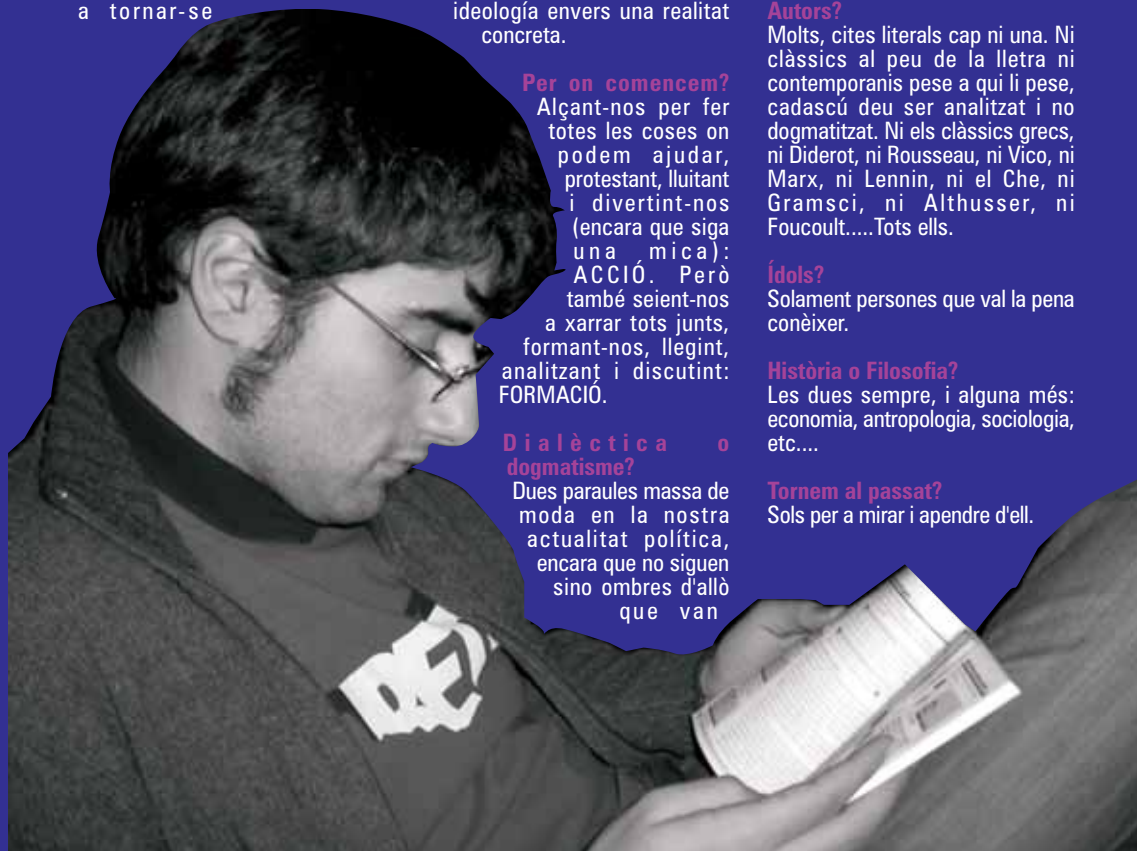 a tornar-se
ideología envers una realitat
concreta.
Per on comencem?
Alçant-nos per fer
totes les coses on
podem ajudar,
protestant, lluitant
i divertint-nos
(encara que siga
una mica):
ACCIÓ. Però
també seient-nos
a xarrar tots junts,
formant-nos, llegint,
analitzant i discutint:
FORMACIÓ.
Dialèctica o
dogmatisme?
Dues paraules massa de
moda en la nostra
actualitat política,
encara que no siguen
sino ombres d'allò
que van
Autors?
Molts, cites literals cap ni una. Ni
clàssics al peu de la lletra ni
contemporanis pese a qui li pese,
cadascú deu ser analitzat i no
dogmatitzat. Ni els clàssics grecs,
ni Diderot, ni Rousseau, ni Vico, ni
Marx, ni Lennin, ni el Che, ni
Gramsci, ni Althusser, ni
Foucoult.....Tots ells.
Ídols?
Solament persones que val la pena
conèixer.
Història o Filosofia?
Les dues sempre, i alguna més:
economia, antropologia, sociologia,
etc....
Tornem al passat?
Sols per a mirar i apendre d'ell.